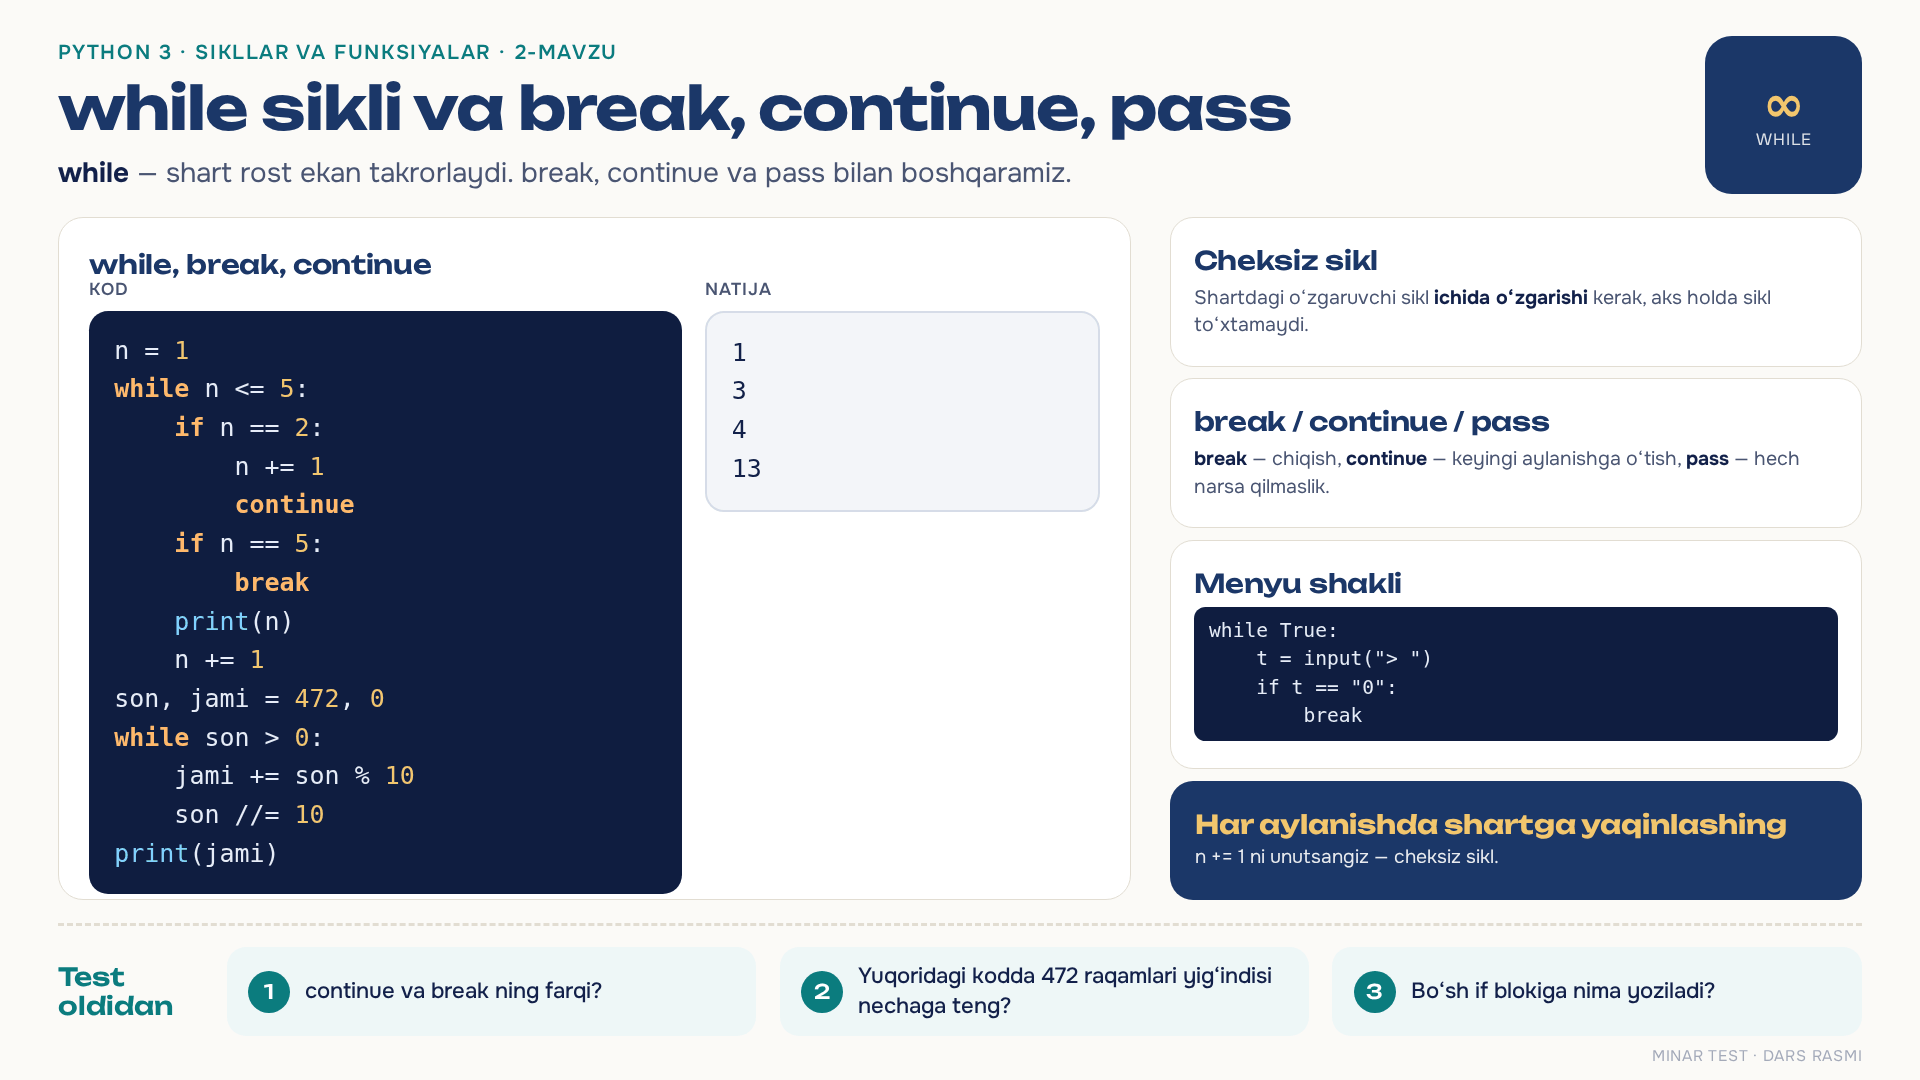 PYTHON 3 · SIKLLAR VA FUNKSIYALAR · 2-MAVZU
while sikli va break, continue, pass
while — shart rost ekan takrorlaydi. break, continue va pass bilan boshqaramiz.
∞
WHILE
while, break, continue
KOD
n = 1
while n <= 5:
    if n == 2:
        n += 1
        continue
    if n == 5:
        break
    print(n)
    n += 1
son, jami = 472, 0
while son > 0:
    jami += son % 10
    son //= 10
print(jami)
NATIJA
1
3
4
13
Cheksiz sikl
Shartdagi o‘zgaruvchi sikl ichida o‘zgarishi kerak, aks holda sikl
to‘xtamaydi.
break / continue / pass
break — chiqish, continue — keyingi aylanishga o‘tish, pass — hech
narsa qilmaslik.
Menyu shakli
while True:
    t = input("> ")
    if t == "0":
        break
Har aylanishda shartga yaqinlashing
n += 1 ni unutsangiz — cheksiz sikl.
Test
oldidan
1 continue va break ning farqi?
2 Yuqoridagi kodda 472 raqamlari yig‘indisi
nechaga teng?
3 Bo‘sh if blokiga nima yoziladi?
MINAR TEST · DARS RASMI